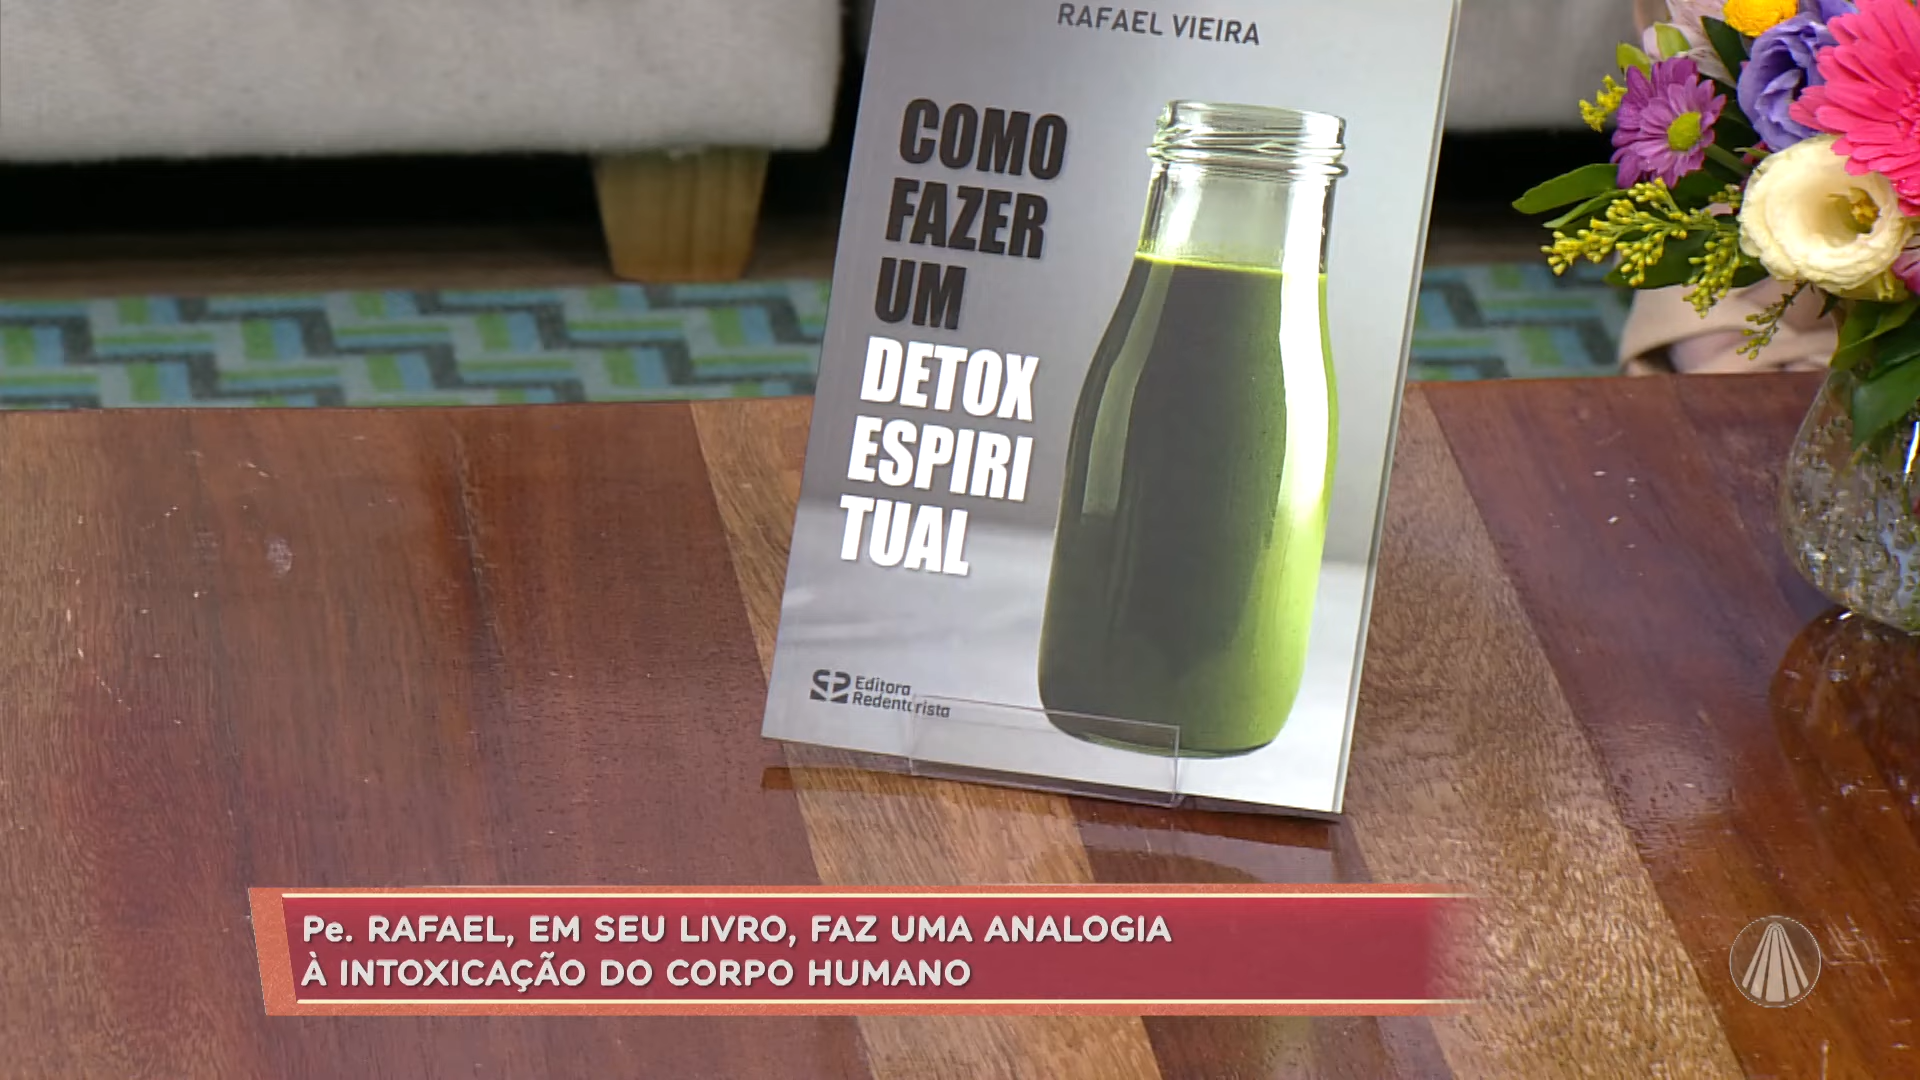 RAFAEL VIEIRA
COMO
FAZER
UM
DETOX
ESPIRI
TUAL
Editora
Redentorista
Pe. RAFAEL, EM SEU LIVRO, FAZ UMA ANALOGIA
À INTOXICAÇÃO DO CORPO HUMANO